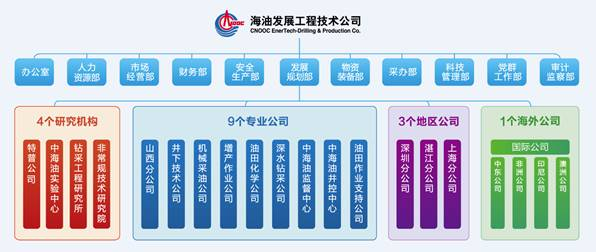 CNOOC
海油发展工程技术公司
CNOOC EnerTech-Drilling & Production Co.
办公室
人力
资源部
市场
经营部
财务部
安全
生产部
发展
规划部
物资
装备部
采办部
科技
管理部
党群
工作部
审计
监察部
4个研究机构
特普公司
中海油实验中心
钻采工程研究所
非常规技术研究院
9个专业公司
山西分公司
井下技术公司
机械采油公司
增产作业公司
油田化学公司
深水钻采公司
中海油监督中心
中海油井控中心
油田作业支持公司
3个地区公司
深圳分公司
湛江分公司
上海分公司
1个海外公司
国际公司
中东公司
非洲公司
印尼公司
澳洲公司